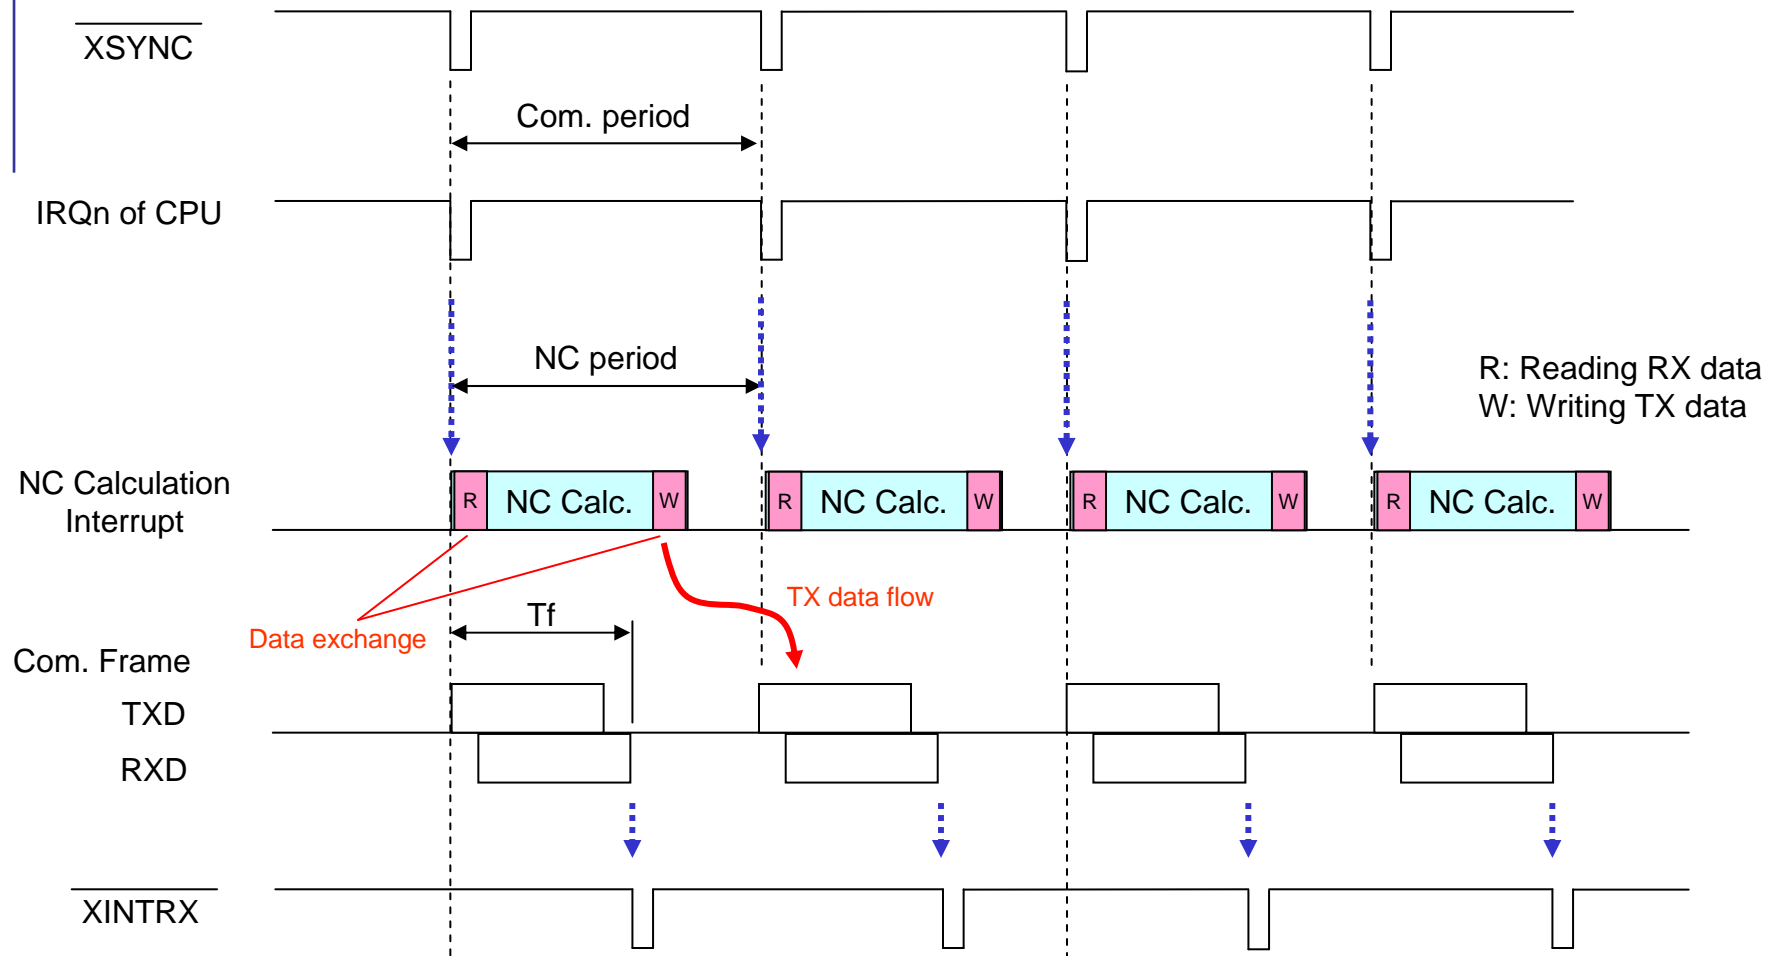 XSYNC
Com. period
IRQn of CPU
NC period
R: Reading RX data
W: Writing TX data
NC Calculation
Interrupt
R NC Calc. W R NC Calc. W R NC Calc. W R NC Calc. W
TX data flow
Data exchange
Tf
Com. Frame
TXD
RXD
XINTRX